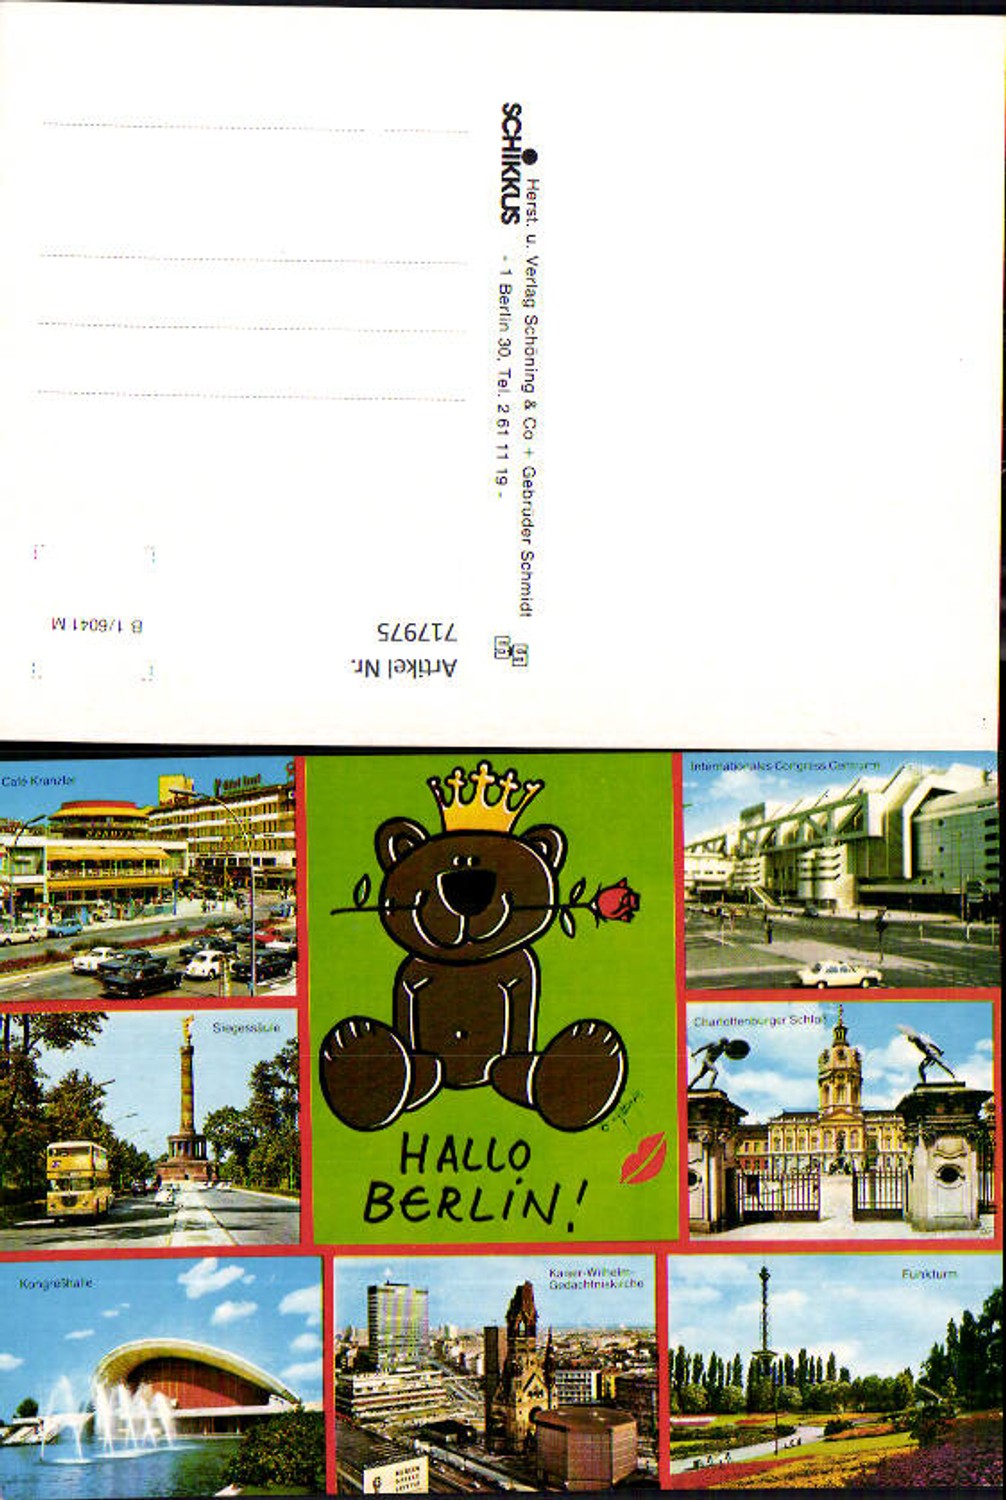 SCHIKKUS
Herst. u. Verlag Schöning & Co + Gebrüder Schmidt
- 1 Berlin 30, Tel. 2 61 11 19 -
B 1/6041 M
Artikel Nr.
717975
Café Kranzler
Internationales Congress Centrum
Siegessäule
Charlottenburger Schloß
HALLO
BERLIN!
Kongreßhalle
Kaiser-Wilhelm-
Gedächtniskirche
Funkturm